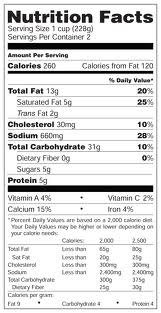 Nutrition Facts
Serving Size 1 cup (228g)
Servings Per Container 2
Amount Per Serving
Calories 260 Calories from Fat 120
% Daily Value*
Total Fat 13g 20%
Saturated Fat 5g 25%
Trans Fat 2g
Cholesterol 30mg 10%
Sodium 660mg 28%
Total Carbohydrate 31g 10%
Dietary Fiber 0g 0%
Sugars 5g
Protein 5g
Vitamin A 4% • Vitamin C 2%
Calcium 15% • Iron 4%
*Percent Daily Values are based on a 2,000 calorie diet.
Your Daily Values may be higher or lower depending on
your calorie needs.
Calories: 2,000 2,500
Total Fat Less than 65g 80g
Sat Fat Less than 20g 25g
Cholesterol Less than 300mg 300mg
Sodium Less than 2,400mg 2,400mg
Total Carbohydrate 300g 375g
Dietary Fiber 25g 30g
Calories per gram:
Fat 9 • Carbohydrate 4 • Protein 4